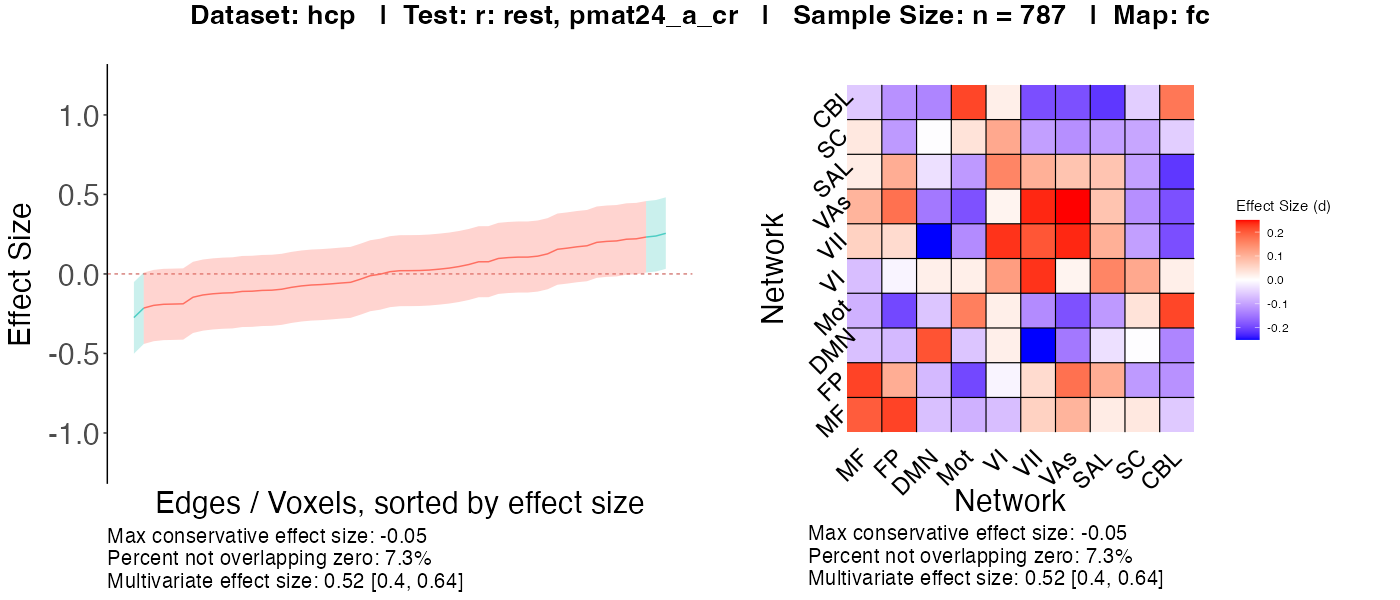 Dataset: hcp | Test: r: rest, pmat24_a_cr | Sample Size: n = 787 | Map: fc
Effect Size
1.0
0.5
0.0
-0.5
-1.0
Edges / Voxels, sorted by effect size
Max conservative effect size: -0.05
Percent not overlapping zero: 7.3%
Multivariate effect size: 0.52 [0.4, 0.64]
Network
CBL
SC
SAL
VAs
VII
VI
Mot
DMN
FP
MF
MF
FP
DMN
Mot
VI
VII
VAs
SAL
SC
CBL
Network
Max conservative effect size: -0.05
Percent not overlapping zero: 7.3%
Multivariate effect size: 0.52 [0.4, 0.64]
Effect Size (d)
0.2
0.1
0.0
-0.1
-0.2